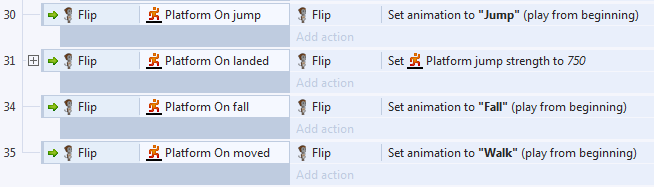 30 Flip Platform On jump Flip Set animation to "Jump" (play from beginning)
Add action
31 Flip Platform On landed Flip Set Platform jump strength to 750
Add action
34 Flip Platform On fall Flip Set animation to "Fall" (play from beginning)
Add action
35 Flip Platform On moved Flip Set animation to "Walk" (play from beginning)
Add action